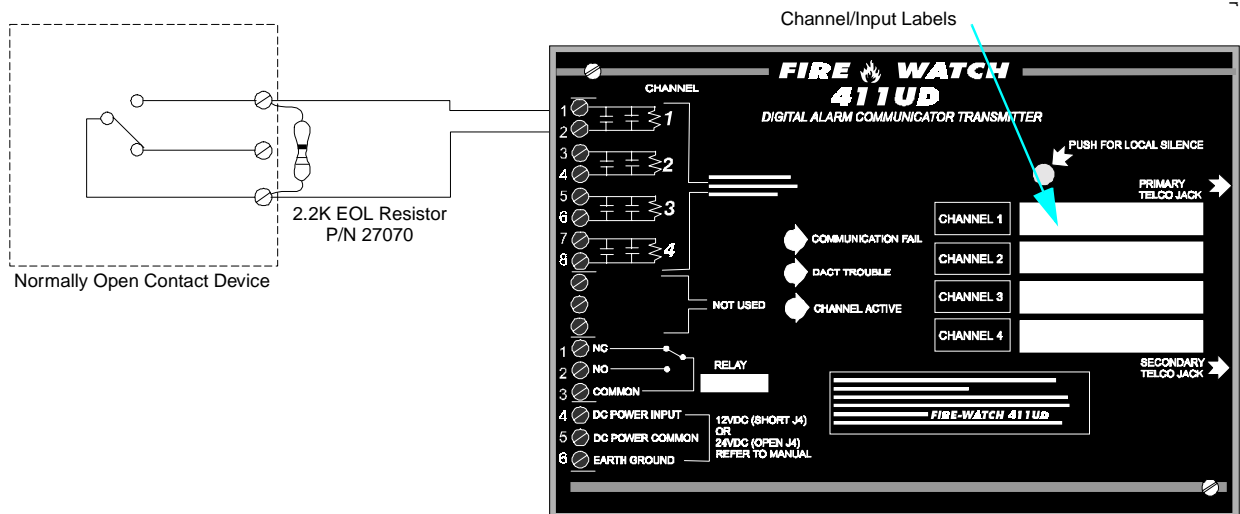 Channel/Input Labels
FIRE WATCH
411UD
DIGITAL ALARM COMMUNICATOR TRANSMITTER
CHANNEL
1
2
1
3
4
2
5
6
3
7
8
4
2.2K EOL Resistor
P/N 27070
Normally Open Contact Device
PUSH FOR LOCAL SILENCE
PRIMARY
TELCO JACK
CHANNEL 1
CHANNEL 2
CHANNEL 3
CHANNEL 4
COMMUNICATION FAIL
DACT TROUBLE
CHANNEL ACTIVE
NOT USED
1 NC
2 NO
3 COMMON
RELAY
4 DC POWER INPUT
5 DC POWER COMMON
6 EARTH GROUND
12VDC (SHORT J4)
OR
24VDC (OPEN J4)
REFER TO MANUAL
SECONDARY
TELCO JACK
FIRE-WATCH 411UD